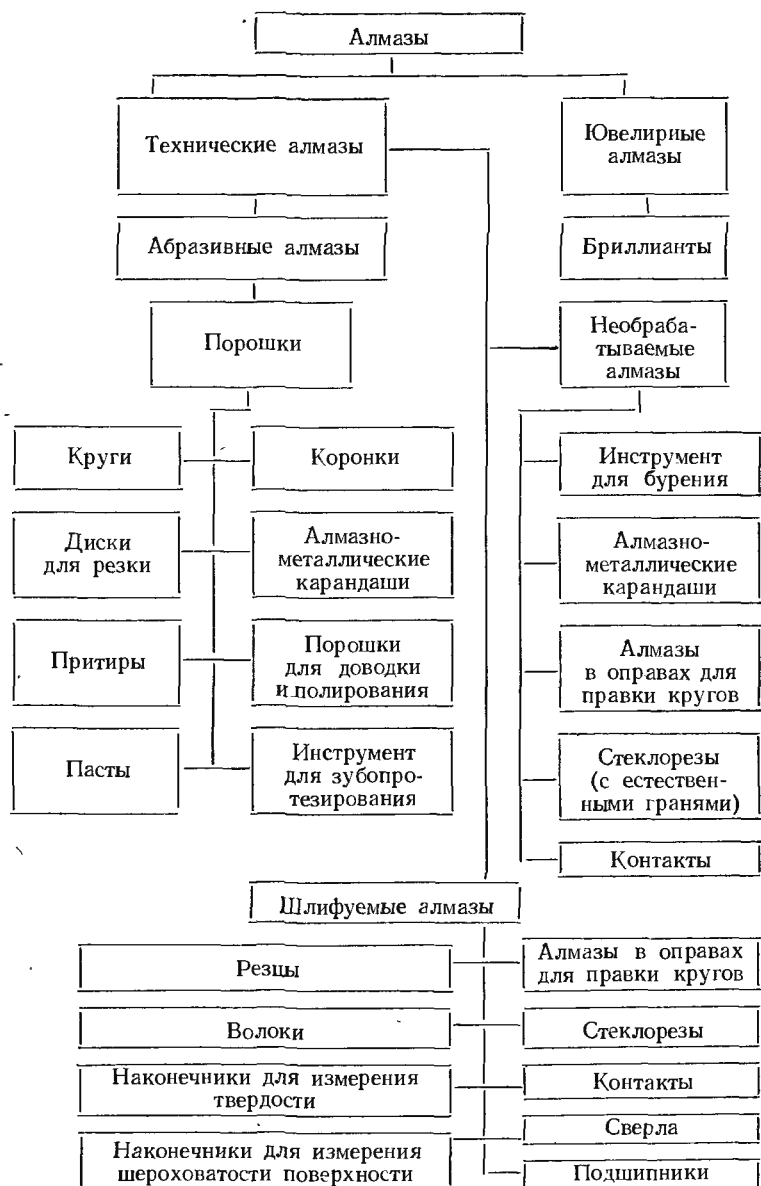 Алмазы
Технические алмазы
Ювелирные
алмазы
Абразивные алмазы
Бриллианты
Порошки
Необраба-
тываемые
алмазы
Круги
Коронки
Инструмент
для бурения
Диски
для резки
Алмазно-
металлические
карандаши
Алмазно-
металлические
карандаши
Притиры
Порошки
для доводки
и полирования
Алмазы
в оправах для
правки кругов
Пасты
Инструмент
для зубопро-
тезирования
Стеклорезы
(с естествен-
ными гранями)
Контакты
Шлифуемые алмазы
Резцы
Алмазы в оправах
для правки кругов
Волоки
Стеклорезы
Наконечники для измерения
твердости
Контакты
Сверла
Наконечники для измерения
шероховатости поверхности
Подшипники